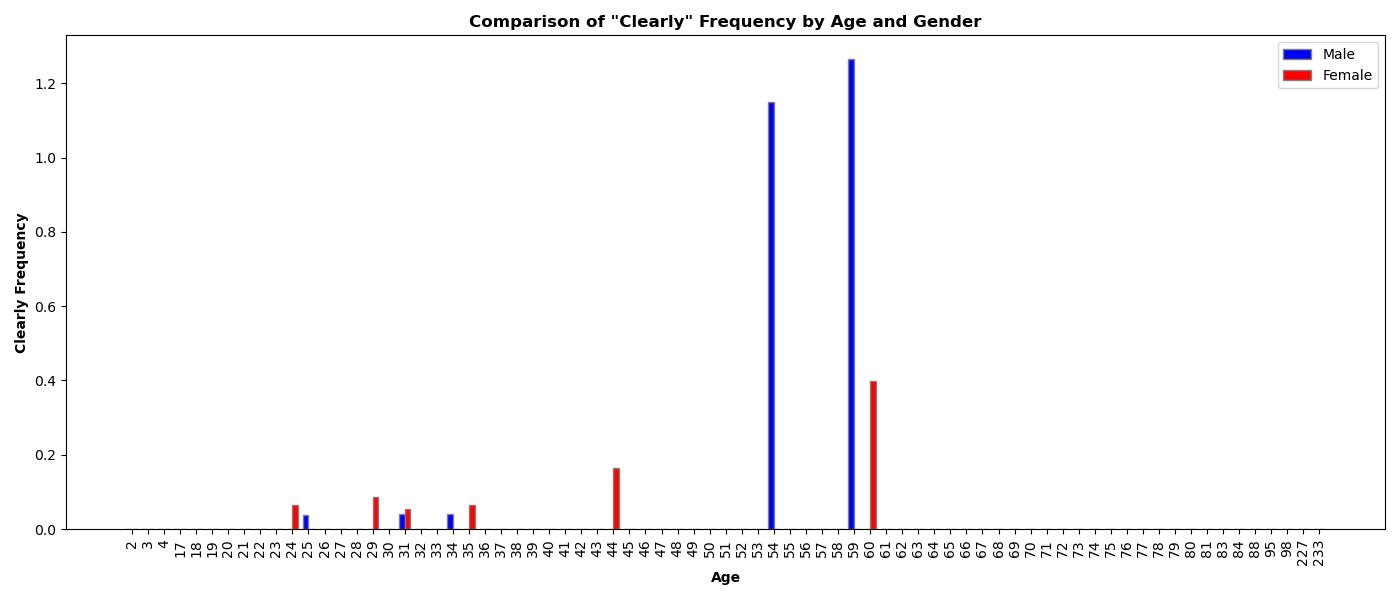 Comparison of "Clearly" Frequency by Age and Gender
Male
Female
Clearly Frequency
1.2
1.0
0.8
0.6
0.4
0.2
0.0
2 3 4 17 18 19 20 21 22 23 24 25 26 27 28 29 30 31 32 33 34 35 36 37 38 39 40 41 42 43 44 45 46 47 48 49 50 51 52 53 54 55 56 57 58 59 60 61 62 63 64 65 66 67 68 69 70 71 72 73 74 75 76 77 78 79 80 81 83 84 88 95 98 227 233
Age